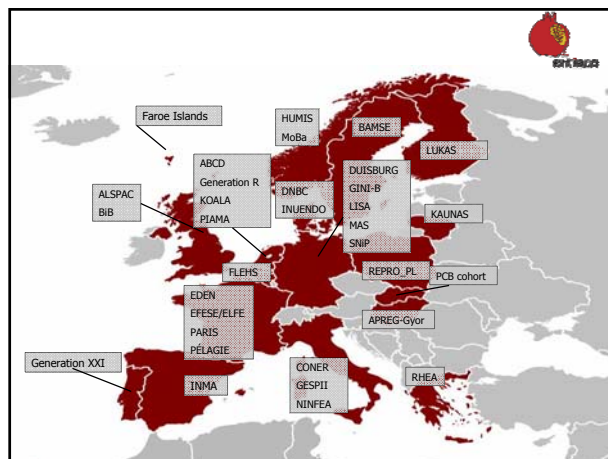 Faroe Islands
HUMIS
MoBa
BAMSE
LUKAS
ABCD
Generation R
KOALA
PIAMA
ALSPAC
BiB
DNBC
INUENDO
DUISBURG
GINI-B
LISA
MAS
SNiP
KAUNAS
FLEHS
REPRO_PL
PCB cohort
EDEN
EFESE/ELFE
PARIS
PÉLAGIE
APREG-Gyor
Generation XXI
INMA
CONER
GESPII
NINFEA
RHEA